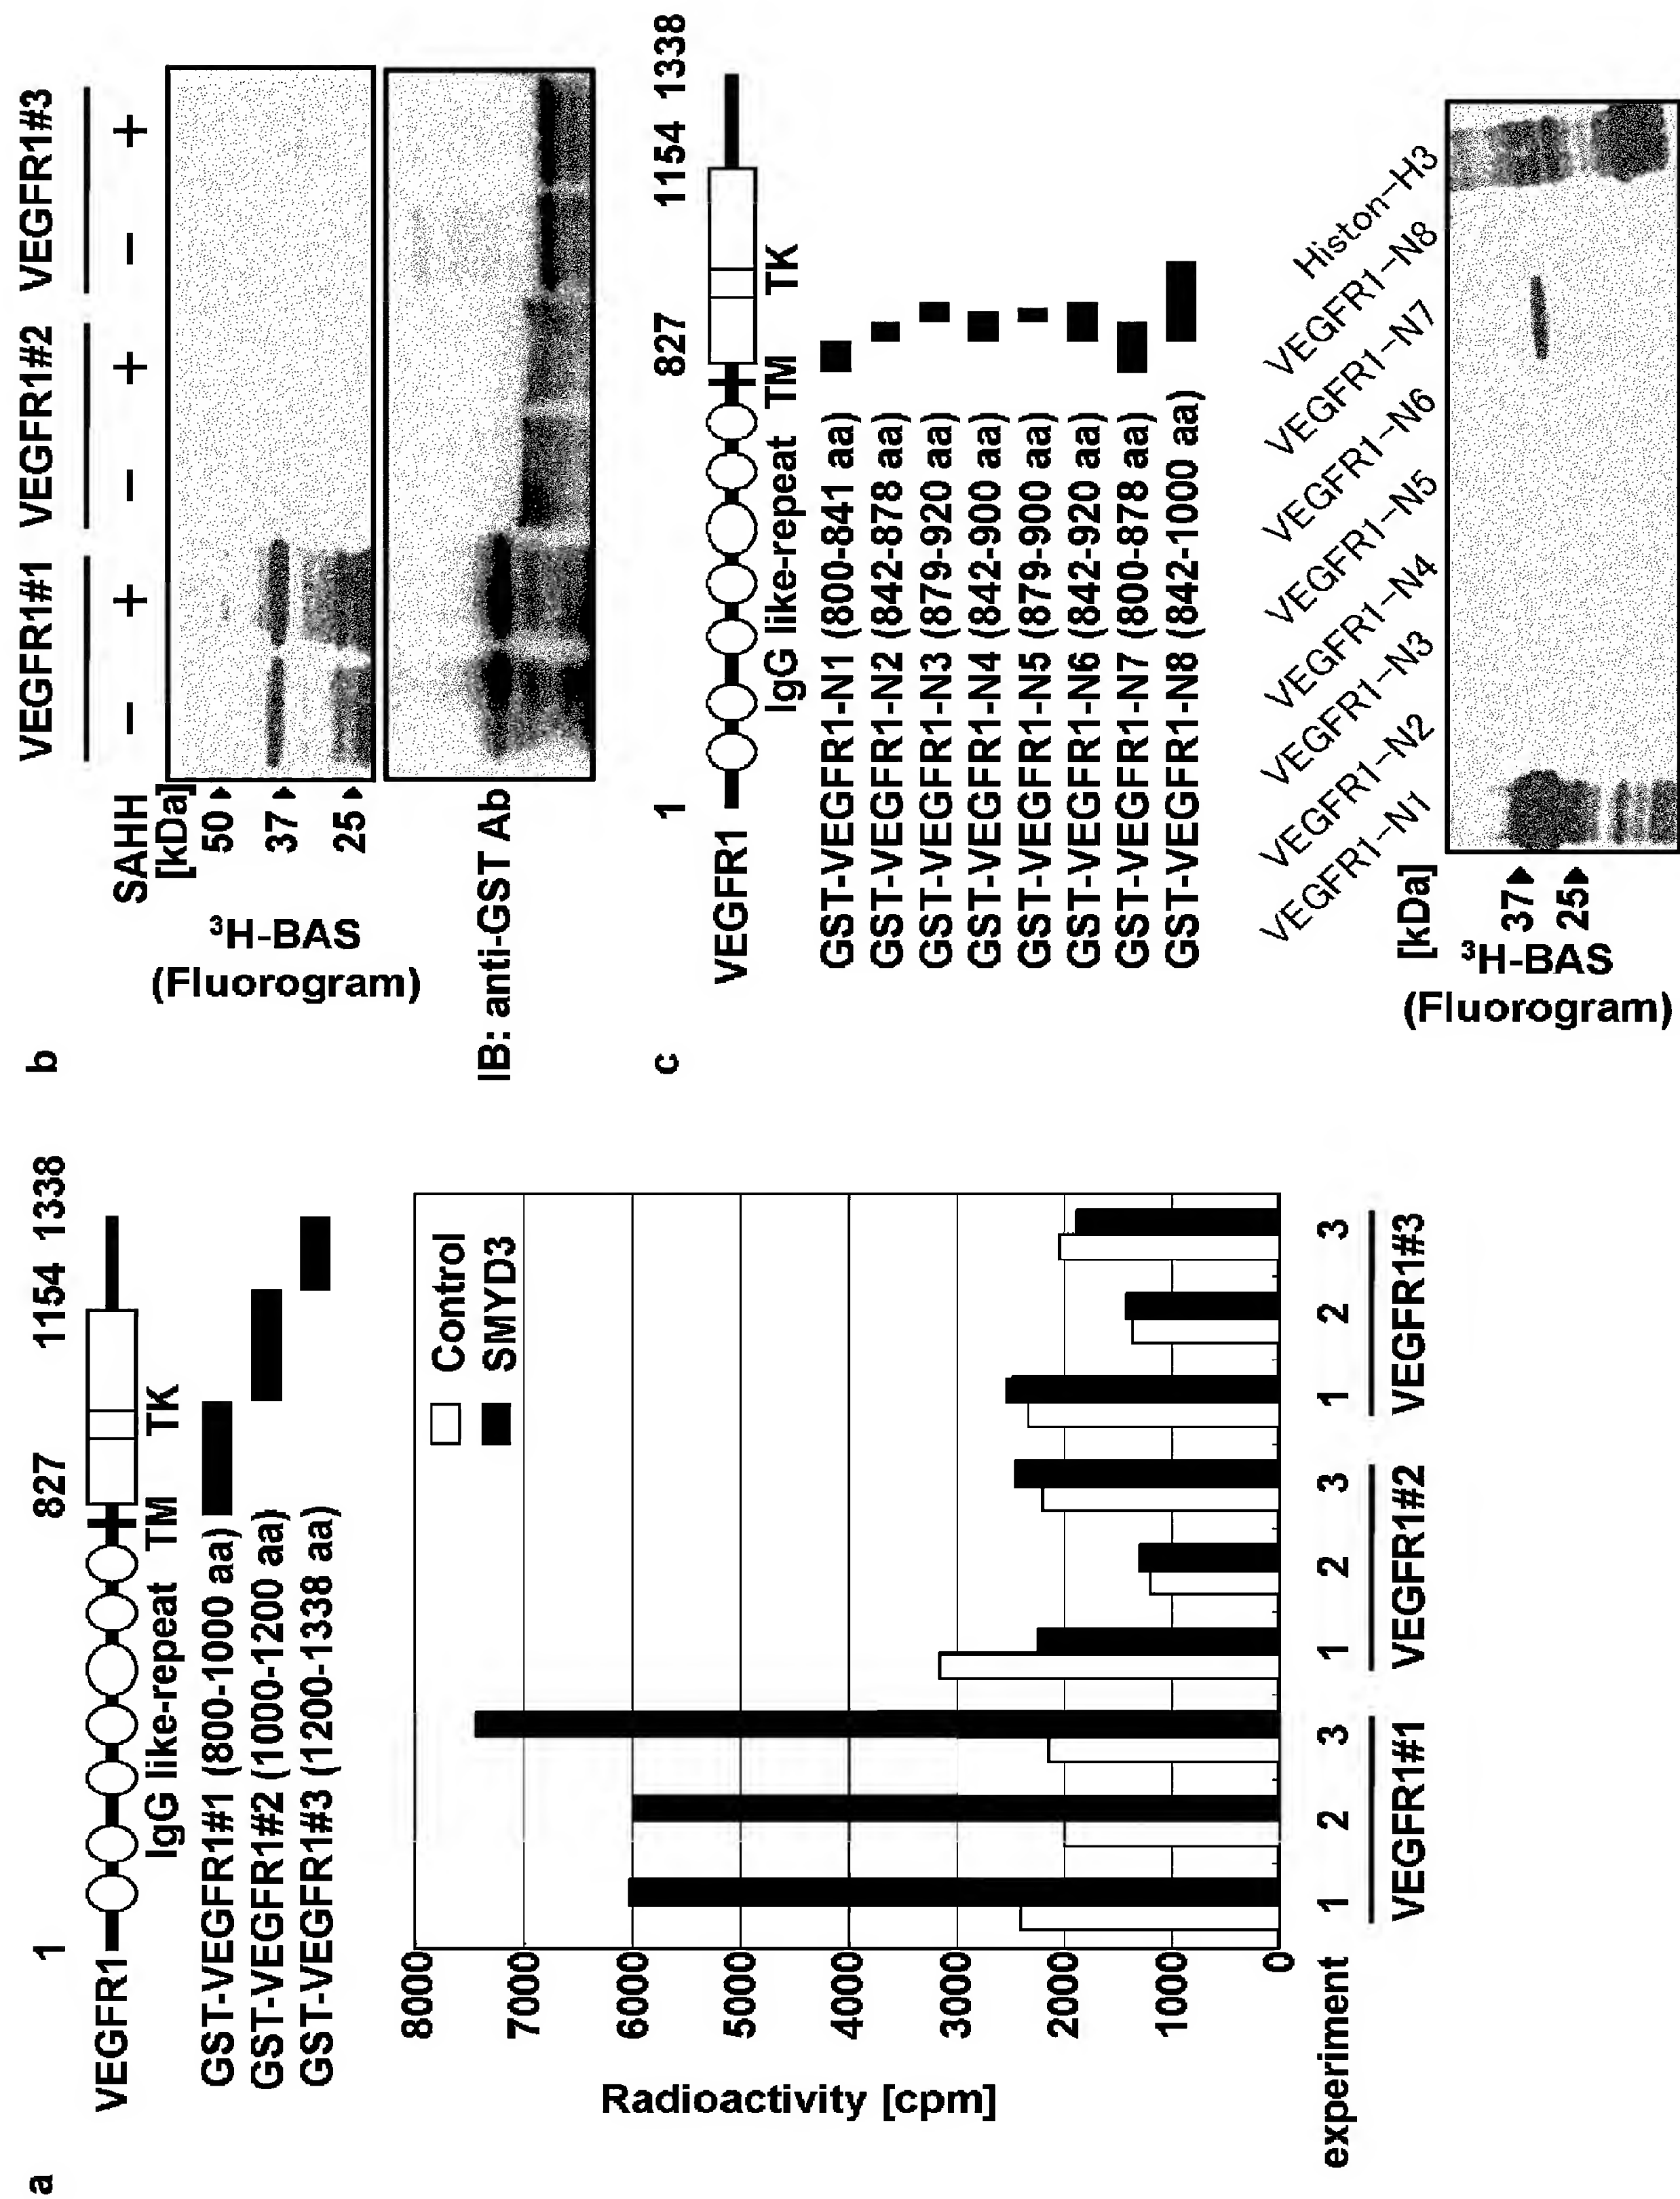 a
1 827 1154 1338
VEGFR1
IgG like-repeat TM TK
GST-VEGFR1#1 (800-1000 aa)
GST-VEGFR1#2 (1000-1200 aa)
GST-VEGFR1#3 (1200-1338 aa)
Control
SMYD3
8000
7000
6000
5000
4000
3000
2000
1000
0
Radioactivity [cpm]
experiment 1 2 3 1 2 3 1 2 3
VEGFR1#1 VEGFR1#2 VEGFR1#3
b
VEGFR1#1 VEGFR1#2 VEGFR1#3
SAHH − + − + − +
[kDa]
50
37
25
³H-BAS
(Fluorogram)
IB: anti-GST Ab
c
1 827 1154 1338
VEGFR1
IgG like-repeat TM TK
GST-VEGFR1-N1 (800-841 aa)
GST-VEGFR1-N2 (842-878 aa)
GST-VEGFR1-N3 (879-920 aa)
GST-VEGFR1-N4 (842-900 aa)
GST-VEGFR1-N5 (879-900 aa)
GST-VEGFR1-N6 (842-920 aa)
GST-VEGFR1-N7 (800-878 aa)
GST-VEGFR1-N8 (842-1000 aa)
VEGFR1-N1 VEGFR1-N2 VEGFR1-N3 VEGFR1-N4 VEGFR1-N5 VEGFR1-N6 VEGFR1-N7 VEGFR1-N8 Histon-H3
[kDa]
37
25
³H-BAS
(Fluorogram)